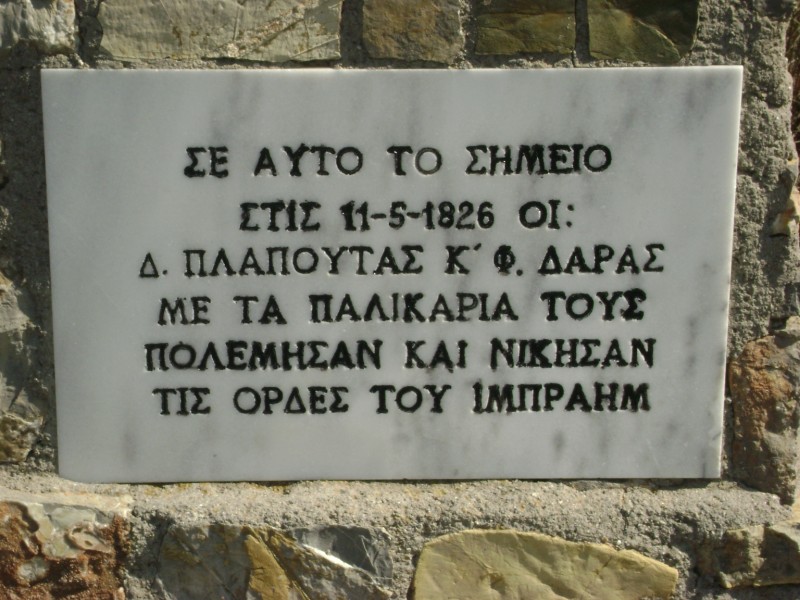 ΣΕ ΑΥΤΟ ΤΟ ΣΗΜΕΙΟ
ΣΤΙΣ 11-5-1826 ΟΙ:
Δ. ΠΛΑΠΟΥΤΑΣ Κ΄ Φ. ΔΑΡΑΣ
ΜΕ ΤΑ ΠΑΛΙΚΑΡΙΑ ΤΟΥΣ
ΠΟΛΕΜΗΣΑΝ ΚΑΙ ΝΙΚΗΣΑΝ
ΤΙΣ ΟΡΔΕΣ ΤΟΥ ΙΜΠΡΑΗΜ